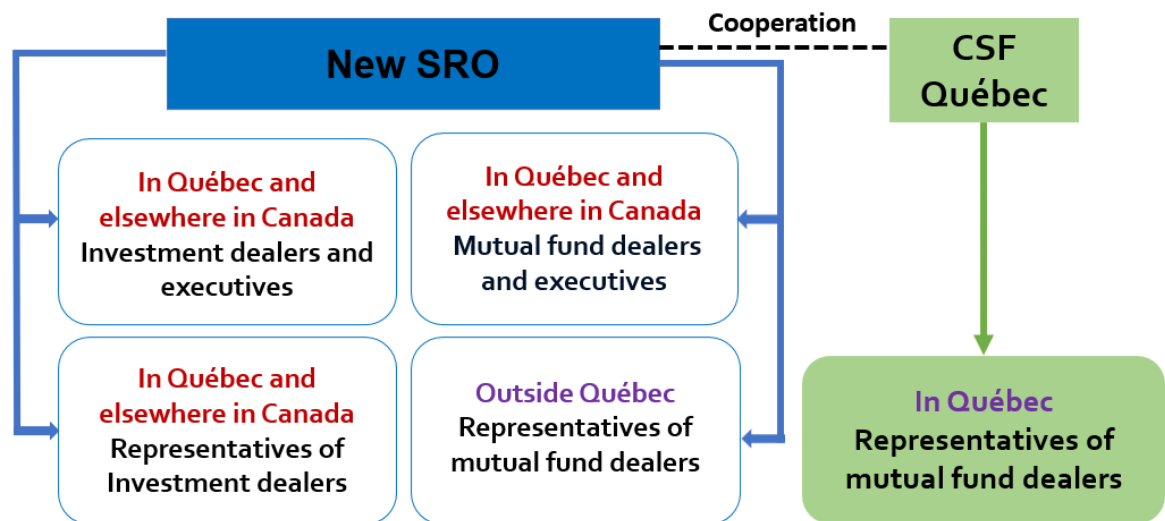 Cooperation
New SRO
CSF
Québec
In Québec and
elsewhere in Canada
Investment dealers and
executives
In Québec and
elsewhere in Canada
Mutual fund dealers
and executives
In Québec and
elsewhere in Canada
Representatives of
Investment dealers
Outside Québec
Representatives of
mutual fund dealers
In Québec
Representatives of
mutual fund dealers